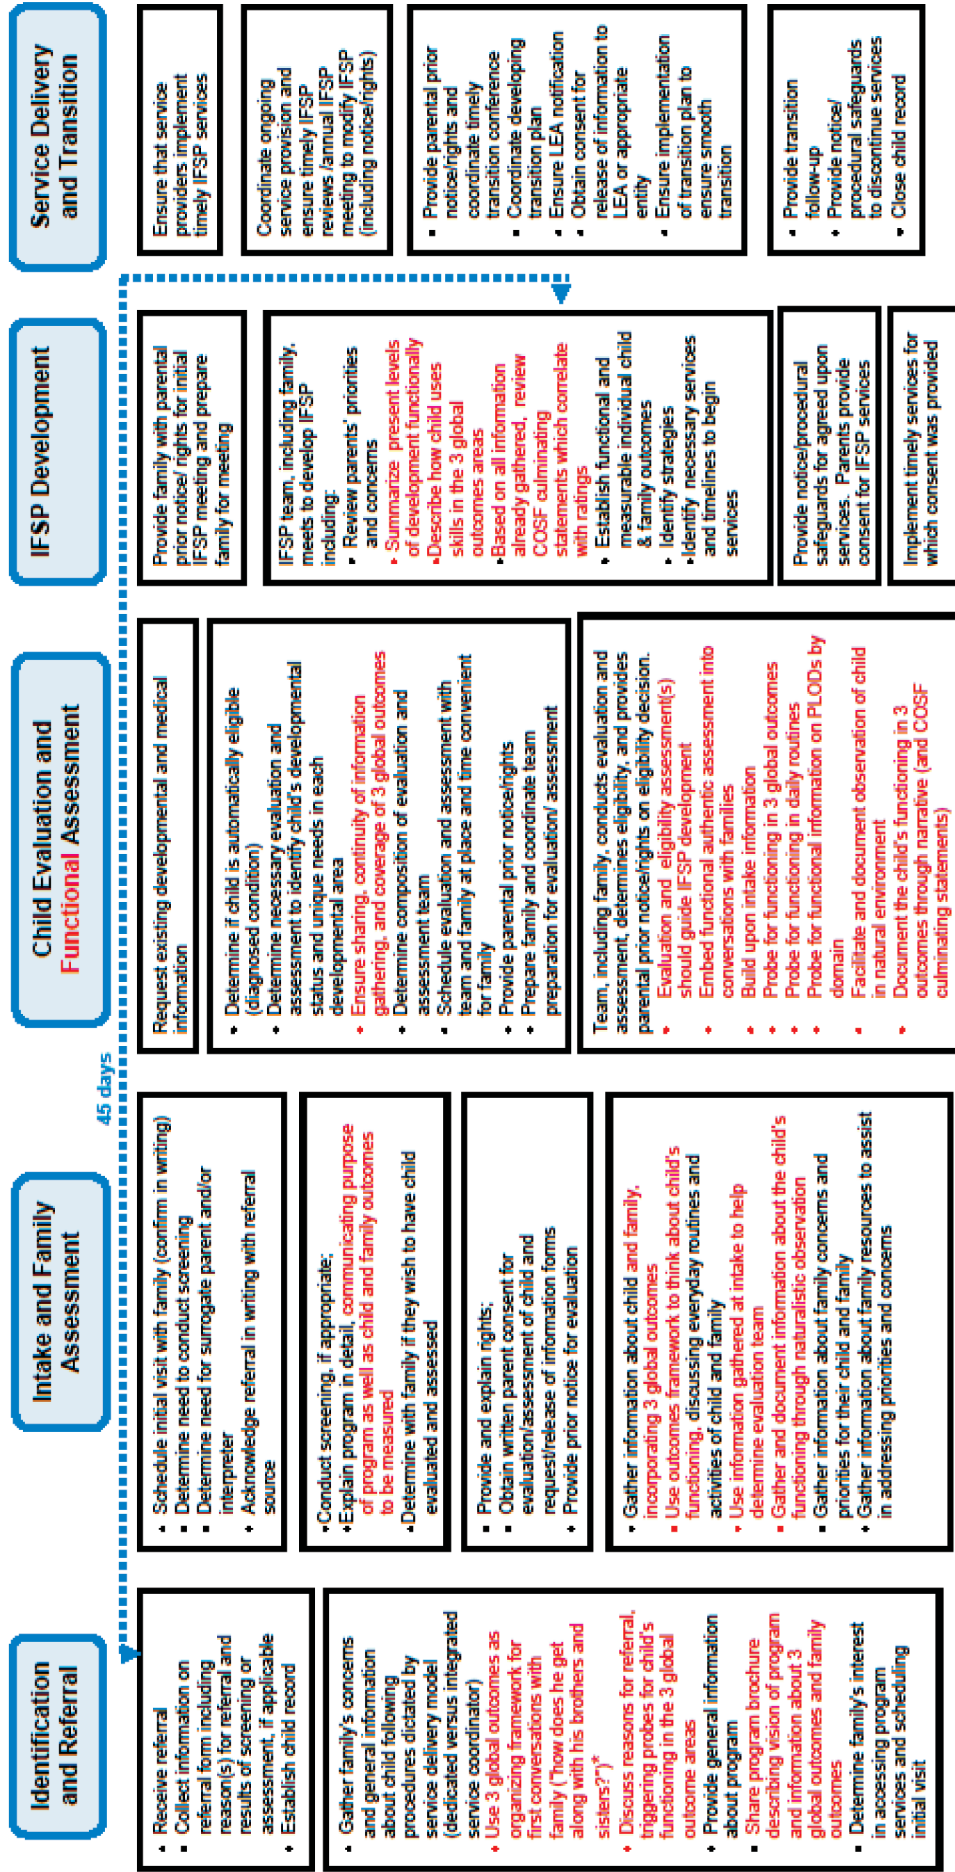 Identification
and Referral
Receive referral
Collect information on
referral form including
reason(s) for referral and
results of screening or
assessment, if applicable
Establish child record
Gather family's concerns
and general information
about child following
procedures dictated by
service delivery model
(dedicated versus integrated
service coordinator)
Use 3 global outcomes as
organizing framework for
first conversations with
family ("how does he get
along with his brothers and
sisters?")*
Discuss reasons for referral,
triggering probes for child's
functioning in the 3 global
outcome areas
Provide general information
about program
Share program brochure
describing vision of program
and information about 3
global outcomes and family
outcomes
Determine family's interest
in accessing program
services and scheduling
initial visit
Intake and Family
Assessment
Schedule initial visit with family (confirm in writing)
Determine need to conduct screening
Determine need for surrogate parent and/or
interpreter
Acknowledge referral in writing with referral
source
Conduct screening, if appropriate;
Explain program in detail, communicating purpose
of program as well as child and family outcomes
to be measured
Determine with family if they wish to have child
evaluated and assessed
Provide and explain rights;
Obtain written parent consent for
evaluation/assessment of child and
request/release of information forms
Provide prior notice for evaluation
Gather information about child and family,
incorporating 3 global outcomes
Use outcomes framework to think about child's
functioning, discussing everyday routines and
activities of child and family
Use information gathered at intake to help
determine evaluation team
Gather and document information about the child's
functioning through naturalistic observation
Gather information about family concerns and
priorities for their child and family
Gather information about family resources to assist
in addressing priorities and concerns
45 days
Child Evaluation and
Functional Assessment
Request existing developmental and medical
information
Determine if child is automatically eligible
(diagnosed condition)
Determine necessary evaluation and
assessment to identify child's developmental
status and unique needs in each
developmental area
Ensure sharing, continuity of information
gathering, and coverage of 3 global outcomes
Determine composition of evaluation and
assessment team
Schedule evaluation and assessment with
team and family at place and time convenient
for family
Provide parental prior notice/rights
Prepare family and coordinate team
preparation for evaluation/ assessment
Team, including family, conducts evaluation and
assessment, determines eligibility, and provides
parental prior notice/rights on eligibility decision.
Evaluation and eligibility assessment(s)
should guide IFSP development
Embed functional authentic assessment into
conversations with families
Build upon intake information
Probe for functioning in 3 global outcomes
Probe for functioning in daily routines
Probe for functional information on PLODs by
domain
Facilitate and document observation of child
in natural environment
Document the child's functioning in 3
outcomes through narrative (and COSF
culminating statements)
IFSP Development
Provide family with parental
prior notice/ rights for initial
IFSP meeting and prepare
family for meeting
IFSP team, including family,
meets to develop IFSP
including:
Review parents' priorities
and concerns
Summarize present levels
of development functionally
Describe how child uses
skills in the 3 global
outcomes areas
Based on all information
already gathered, review
COSF culminating
statements which correlate
with ratings
Establish functional and
measurable individual child
& family outcomes
Identify strategies
Identify necessary services
and timelines to begin
services
Provide notice/procedural
safeguards for agreed upon
services. Parents provide
consent for IFSP services
Implement timely services for
which consent was provided
Service Delivery
and Transition
Ensure that service
providers implement
timely IFSP services
Coordinate ongoing
service provision and
ensure timely IFSP
reviews /annual IFSP
meeting to modify IFSP
(including notice/rights)
Provide parental prior
notice/rights and
coordinate timely
transition conference
Coordinate developing
transition plan
Ensure LEA notification
Obtain consent for
release of information to
LEA or appropriate
entity
Ensure implementation
of transition plan to
ensure smooth
transition
Provide transition
follow-up
Provide notice/
procedural safeguards
to discontinue services
Close child record